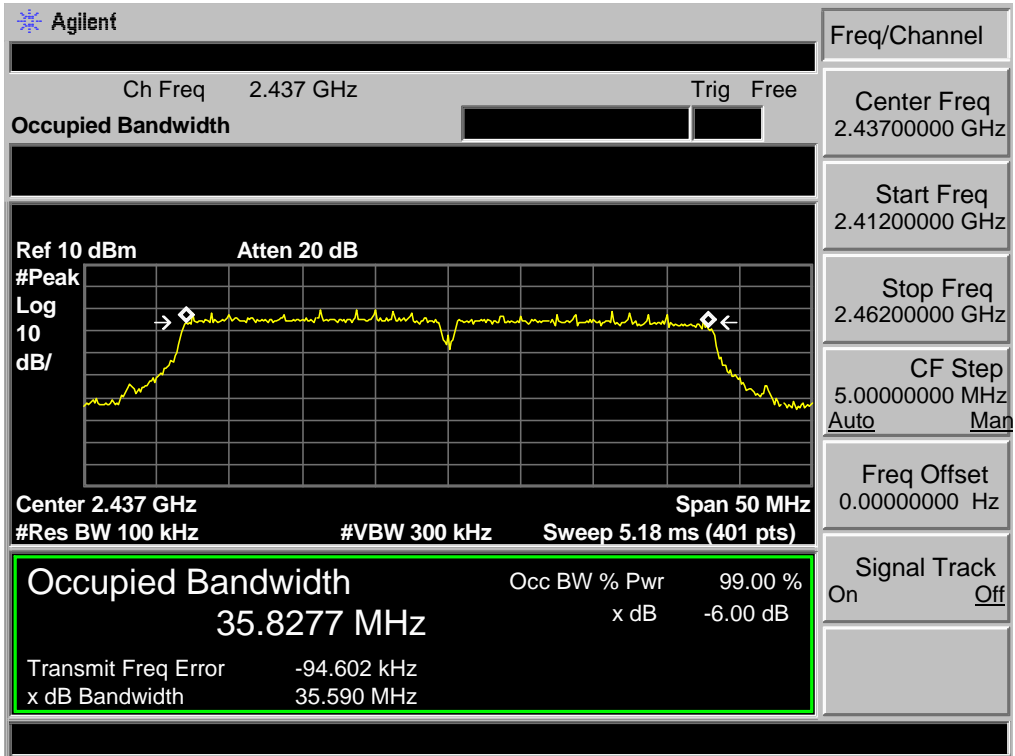 Agilent
Freq/Channel
Ch Freq 2.437 GHz Trig Free
Occupied Bandwidth
Center Freq
2.43700000 GHz
Start Freq
2.41200000 GHz
Stop Freq
2.46200000 GHz
CF Step
5.00000000 MHz
Auto Man
Freq Offset
0.00000000 Hz
Signal Track
On Off
Ref 10 dBm Atten 20 dB
#Peak
Log
10
dB/
Center 2.437 GHz Span 50 MHz
#Res BW 100 kHz #VBW 300 kHz Sweep 5.18 ms (401 pts)
Occupied Bandwidth Occ BW % Pwr 99.00 %
35.8277 MHz x dB -6.00 dB
Transmit Freq Error -94.602 kHz
x dB Bandwidth 35.590 MHz